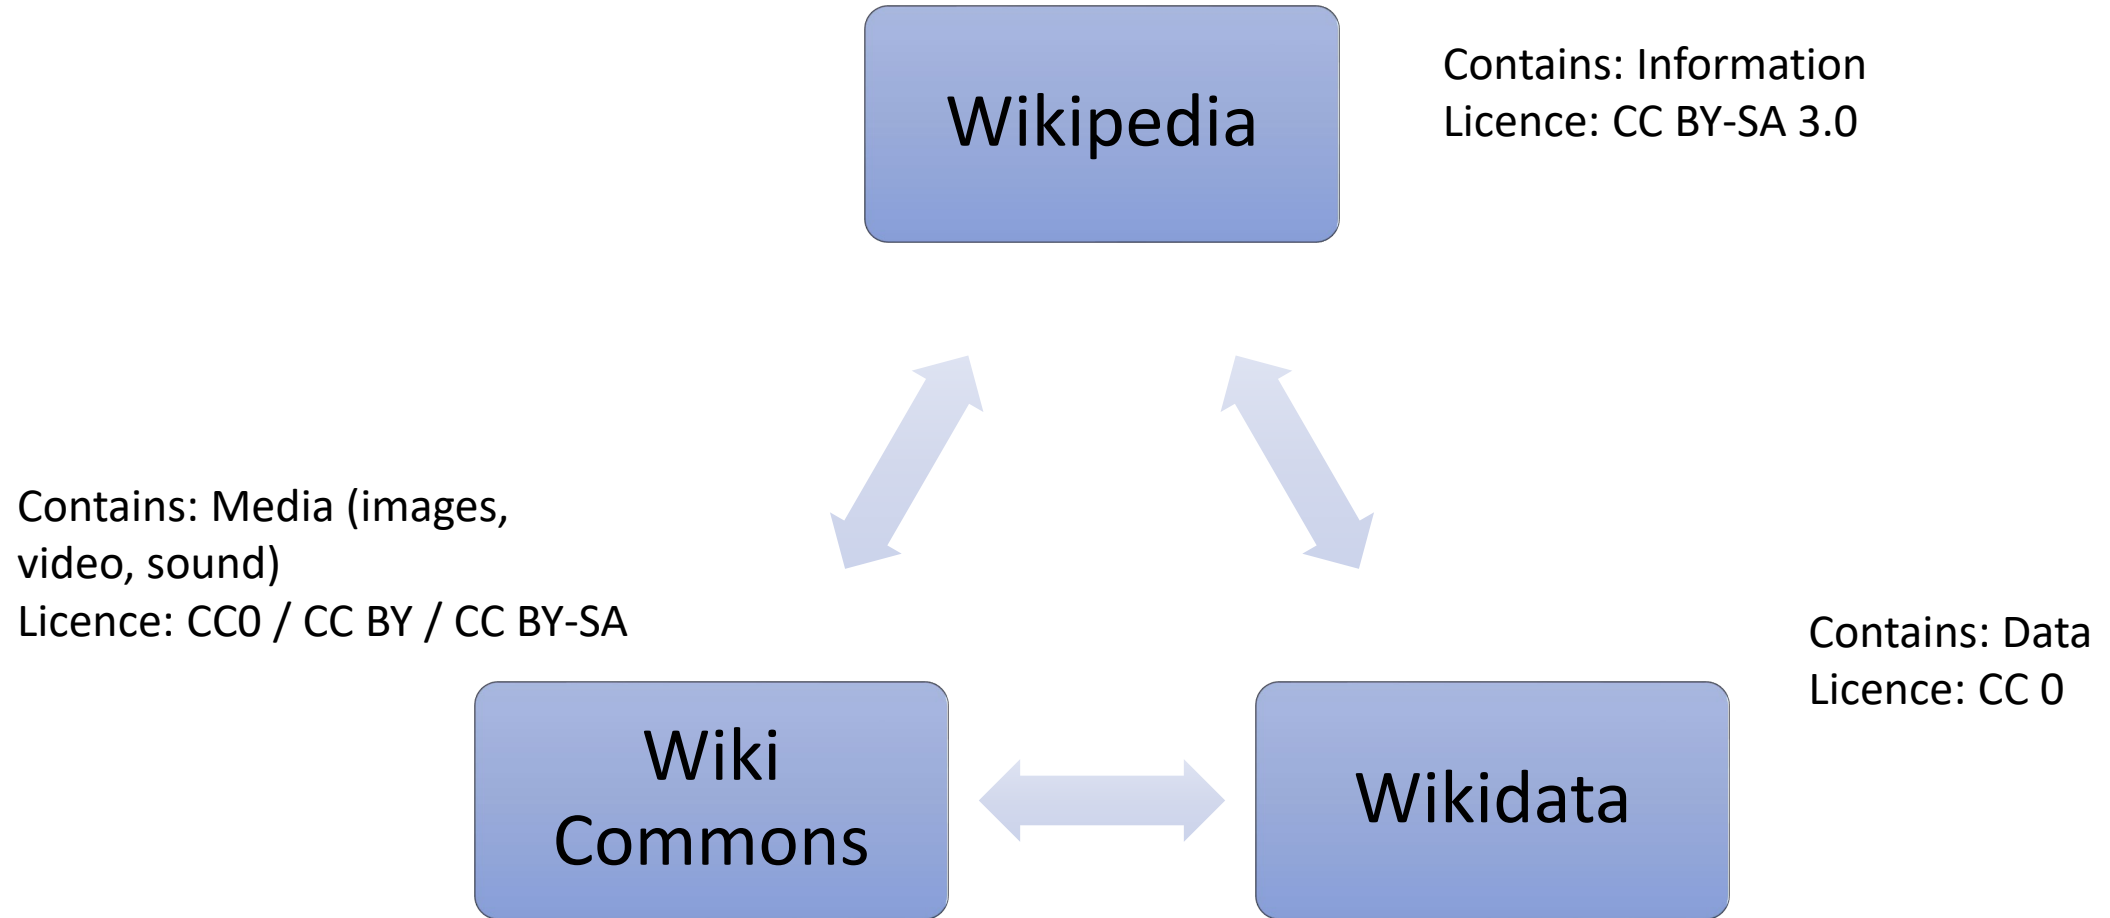 Wikipedia
Contains: Information
Licence: CC BY-SA 3.0
Contains: Media (images,
video, sound)
Licence: CC0 / CC BY / CC BY-SA
Contains: Data
Licence: CC 0
Wiki
Commons
Wikidata